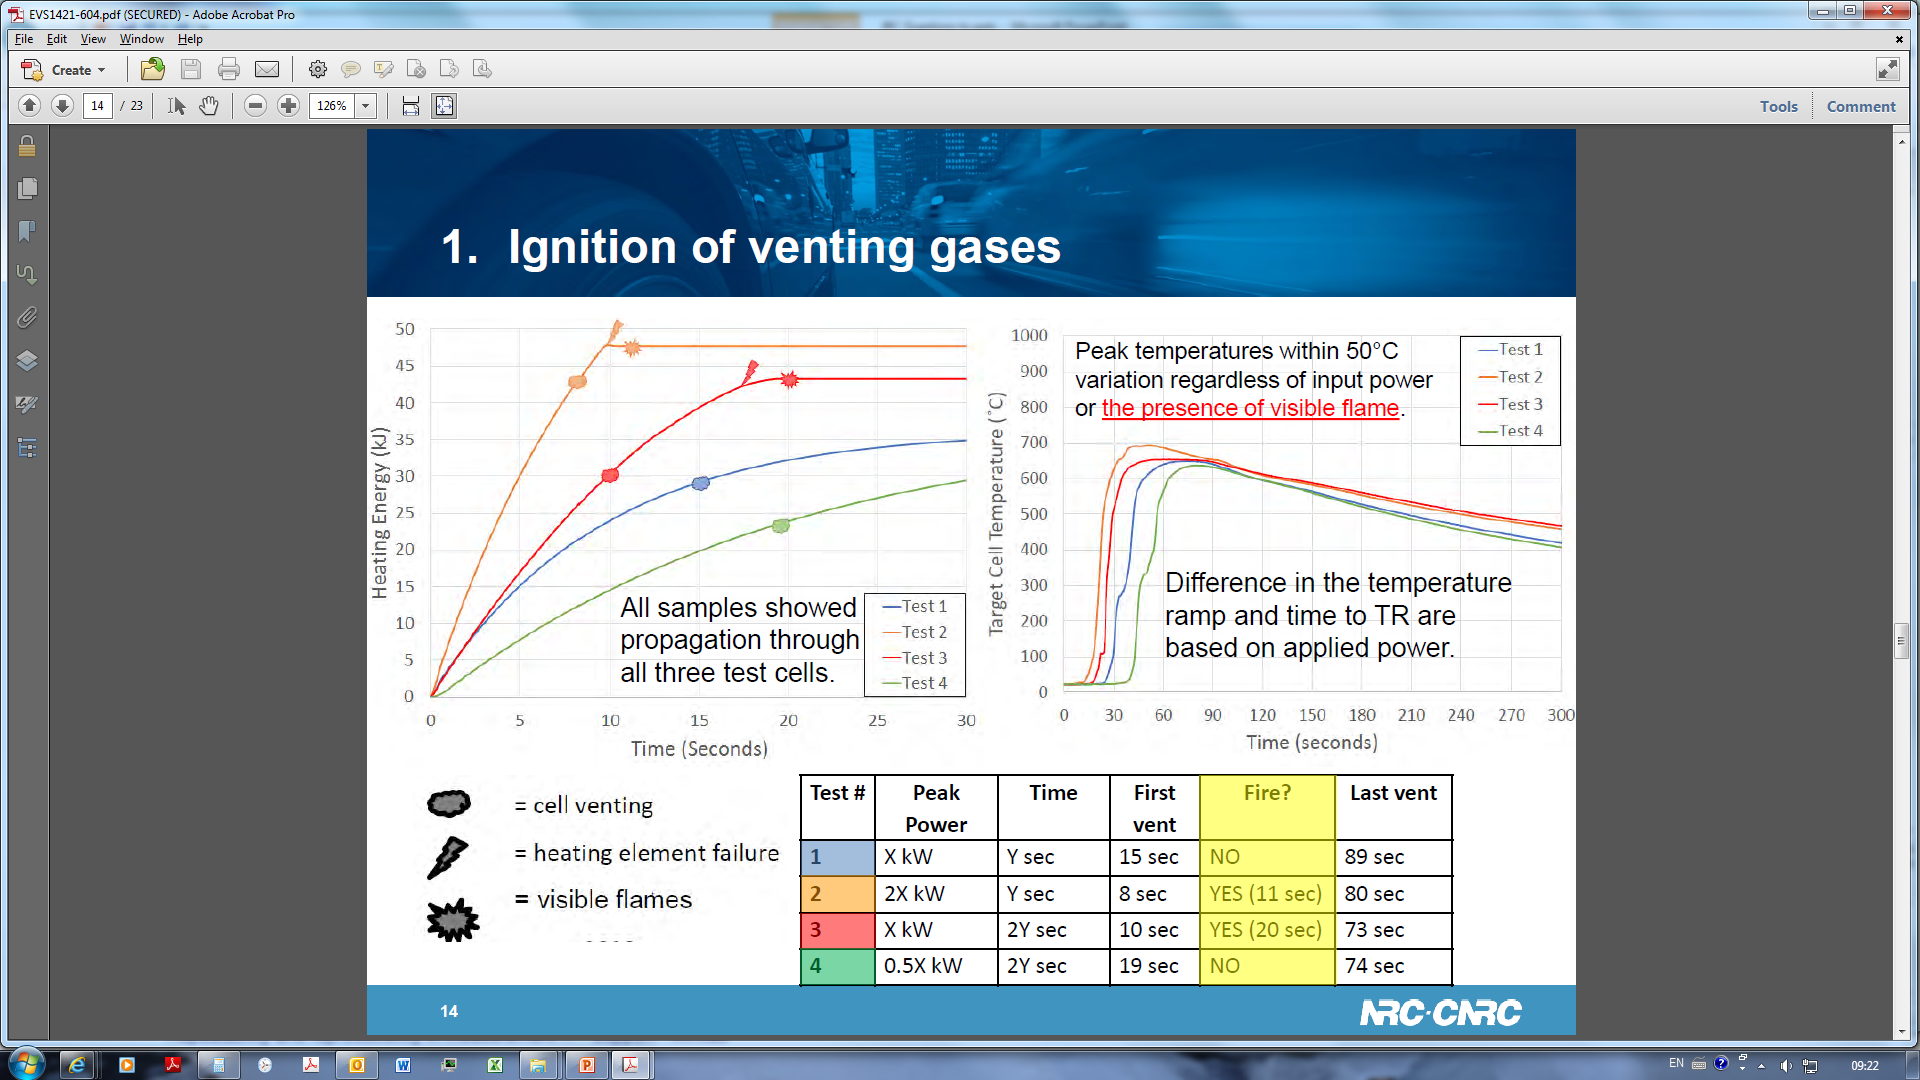 EVS1421-604.pdf (SECURED) - Adobe Acrobat Pro
File Edit View Window Help
Create
14 / 23 126% Tools Comment
1. Ignition of venting gases
50
45
40
35
30
25
20
15
10
5
0
Heating Energy (kJ)
0 5 10 15 20 25 30
Time (Seconds)
All samples showed
propagation through
all three test cells.
Test 1
Test 2
Test 3
Test 4
1000
900
800
700
600
500
400
300
200
100
0
Target Cell Temperature (˚C)
0 30 60 90 120 150 180 210 240 270 300
Time (seconds)
Peak temperatures within 50°C
variation regardless of input power
or the presence of visible flame.
Test 1
Test 2
Test 3
Test 4
Difference in the temperature
ramp and time to TR are
based on applied power.
= cell venting
= heating element failure
= visible flames
Test # Peak Power Time First vent Fire? Last vent
1 X kW Y sec 15 sec NO 89 sec
2 2X kW Y sec 8 sec YES (11 sec) 80 sec
3 X kW 2Y sec 10 sec YES (20 sec) 73 sec
4 0.5X kW 2Y sec 19 sec NO 74 sec
14
NRC·CNRC
EN 09:22